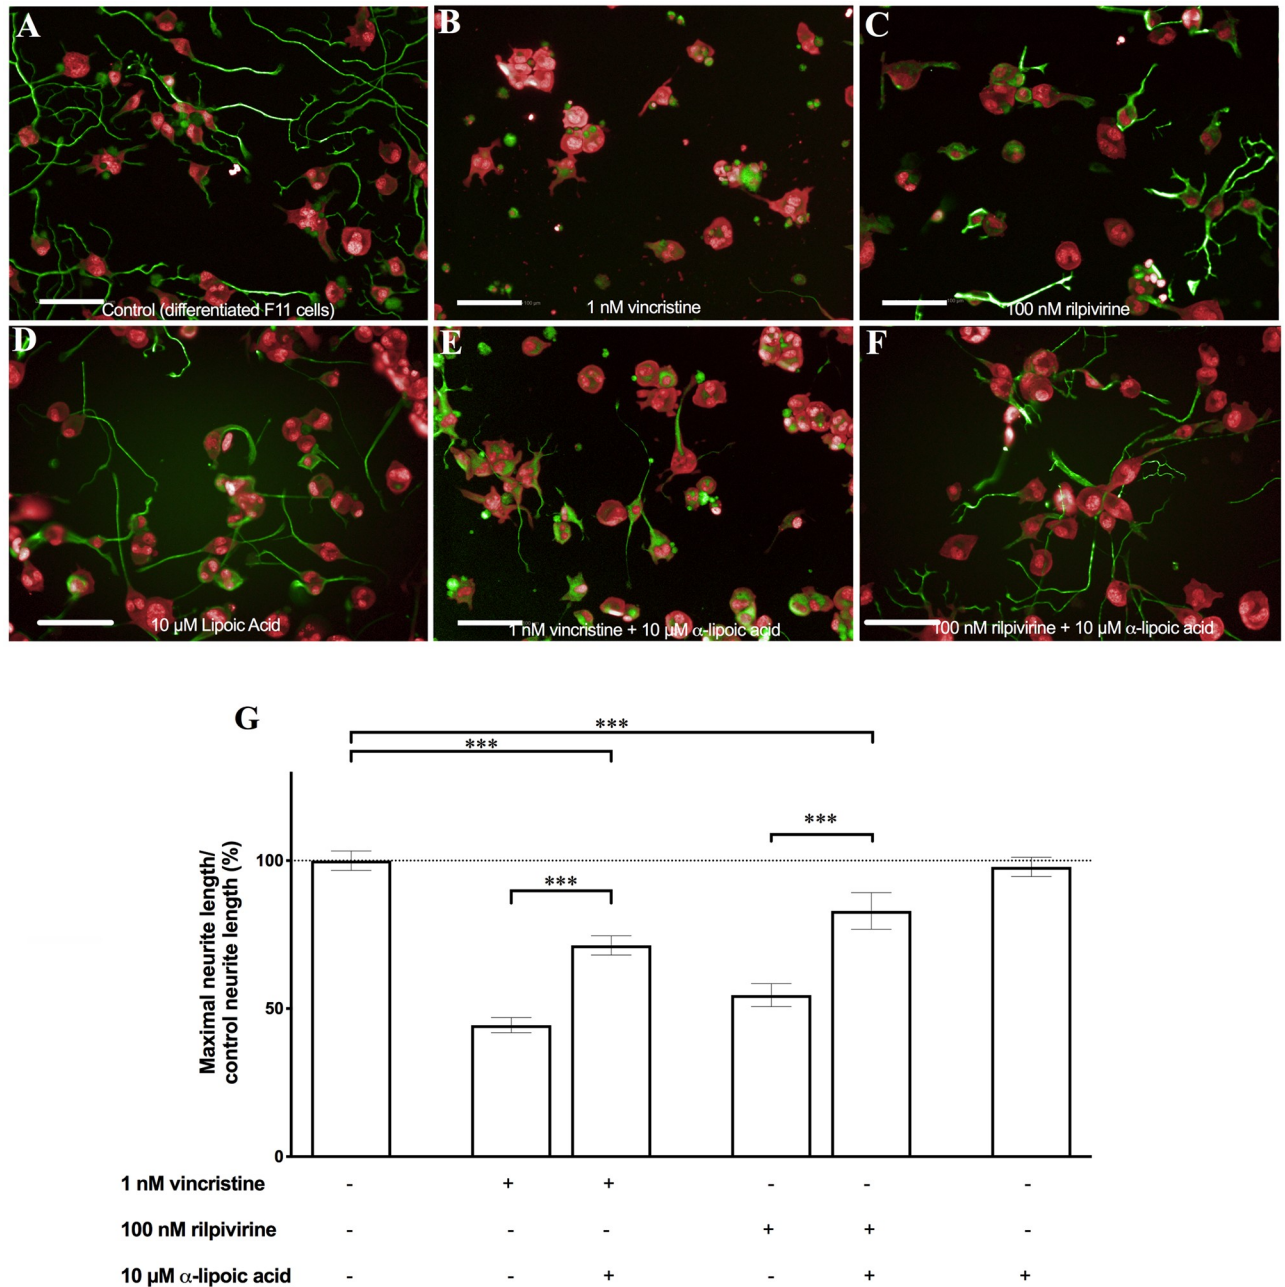 A
B
C
Control (differentiated F11 cells)
1 nM vincristine
100 nM rilpivirine
D
E
F
10 µM Lipoic Acid
1 nM vincristine + 10 µM α-lipoic acid
100 nM rilpivirine + 10 µM α-lipoic acid
G
***
***
***
***
Maximal neurite length/
control neurite length (%)
100
50
0
1 nM vincristine - + + - - -
100 nM rilpivirine - - - + + -
10 µM α-lipoic acid - - + - + +